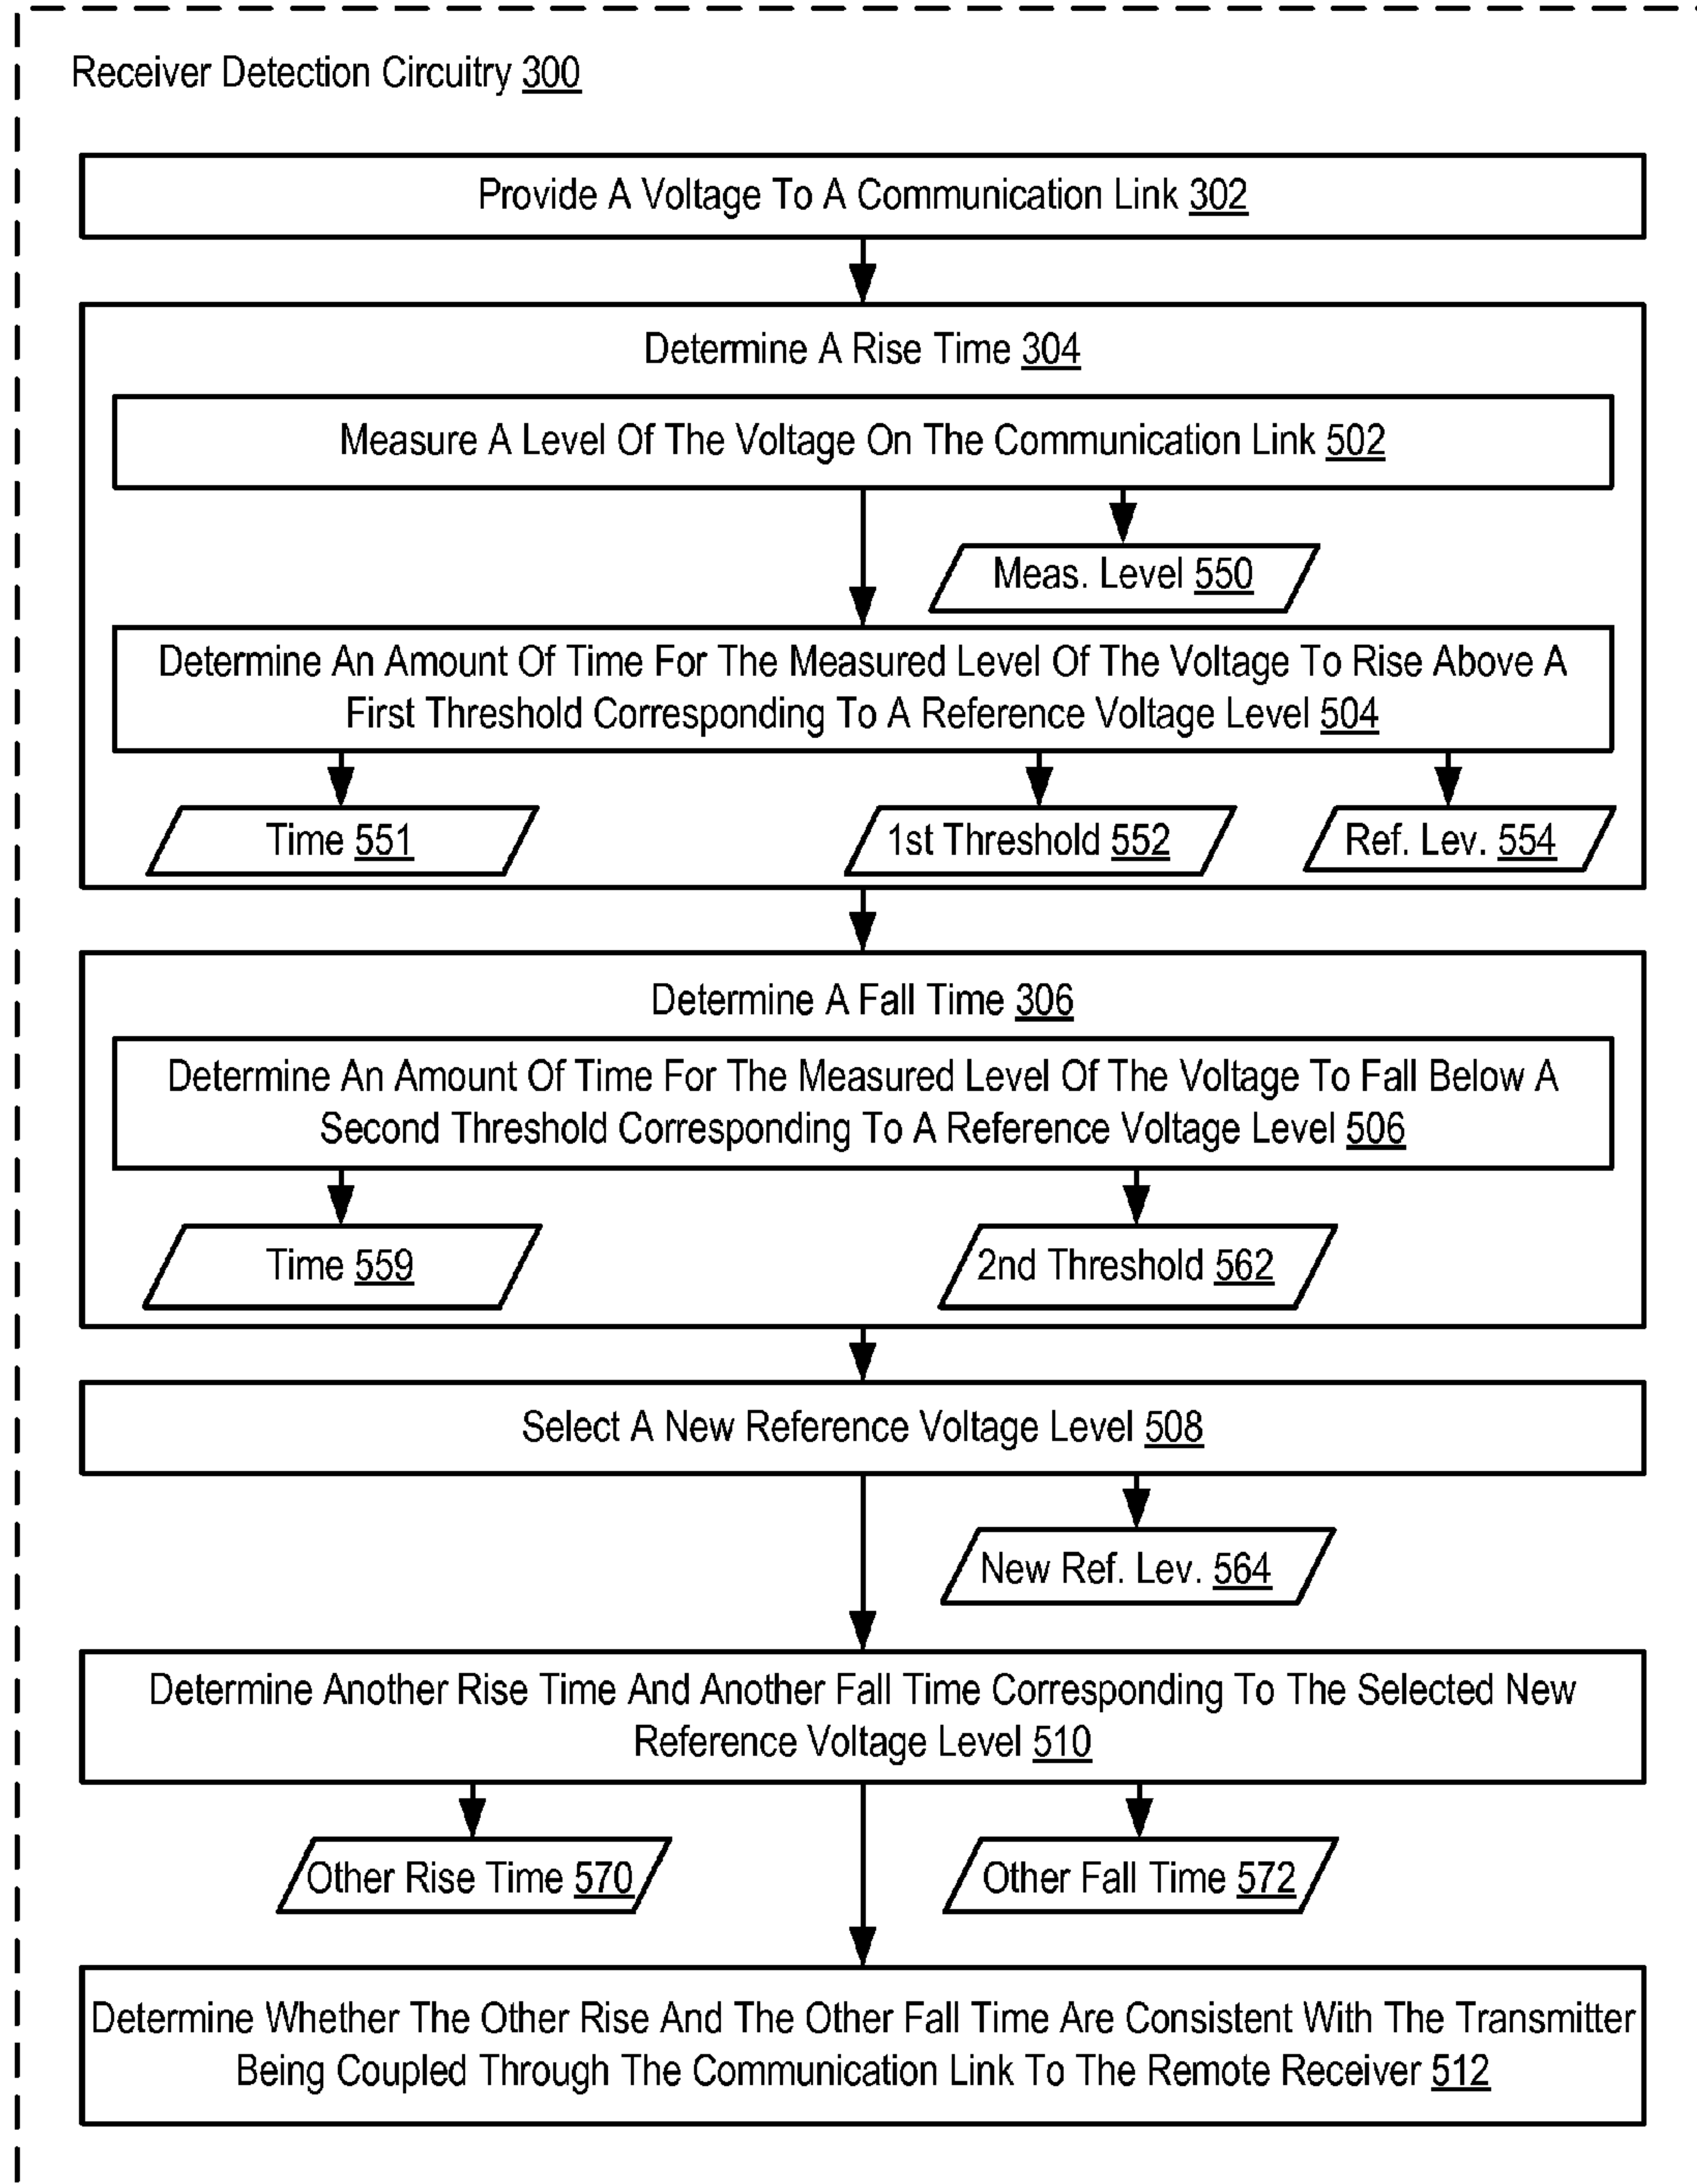 Receiver Detection Circuitry 300
Provide A Voltage To A Communication Link 302
Determine A Rise Time 304
Measure A Level Of The Voltage On The Communication Link 502
Meas. Level 550
Determine An Amount Of Time For The Measured Level Of The Voltage To Rise Above A
First Threshold Corresponding To A Reference Voltage Level 504
Time 551
1st Threshold 552
Ref. Lev. 554
Determine A Fall Time 306
Determine An Amount Of Time For The Measured Level Of The Voltage To Fall Below A
Second Threshold Corresponding To A Reference Voltage Level 506
Time 559
2nd Threshold 562
Select A New Reference Voltage Level 508
New Ref. Lev. 564
Determine Another Rise Time And Another Fall Time Corresponding To The Selected New
Reference Voltage Level 510
Other Rise Time 570
Other Fall Time 572
Determine Whether The Other Rise And The Other Fall Time Are Consistent With The Transmitter
Being Coupled Through The Communication Link To The Remote Receiver 512